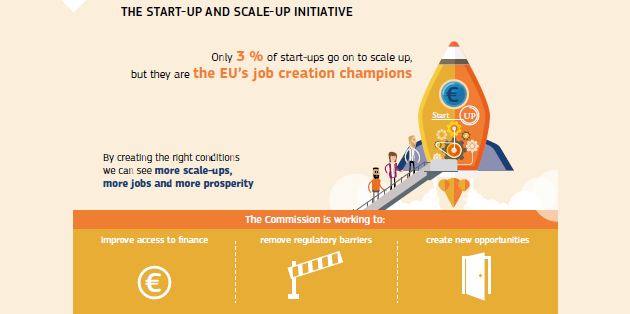 THE START-UP AND SCALE-UP INITIATIVE
Only 3 % of start-ups go on to scale up,
but they are the EU's job creation champions
€
Start UP
By creating the right conditions
we can see more scale-ups,
more jobs and more prosperity
The Commission is working to:
improve access to finance
remove regulatory barriers
create new opportunities
€